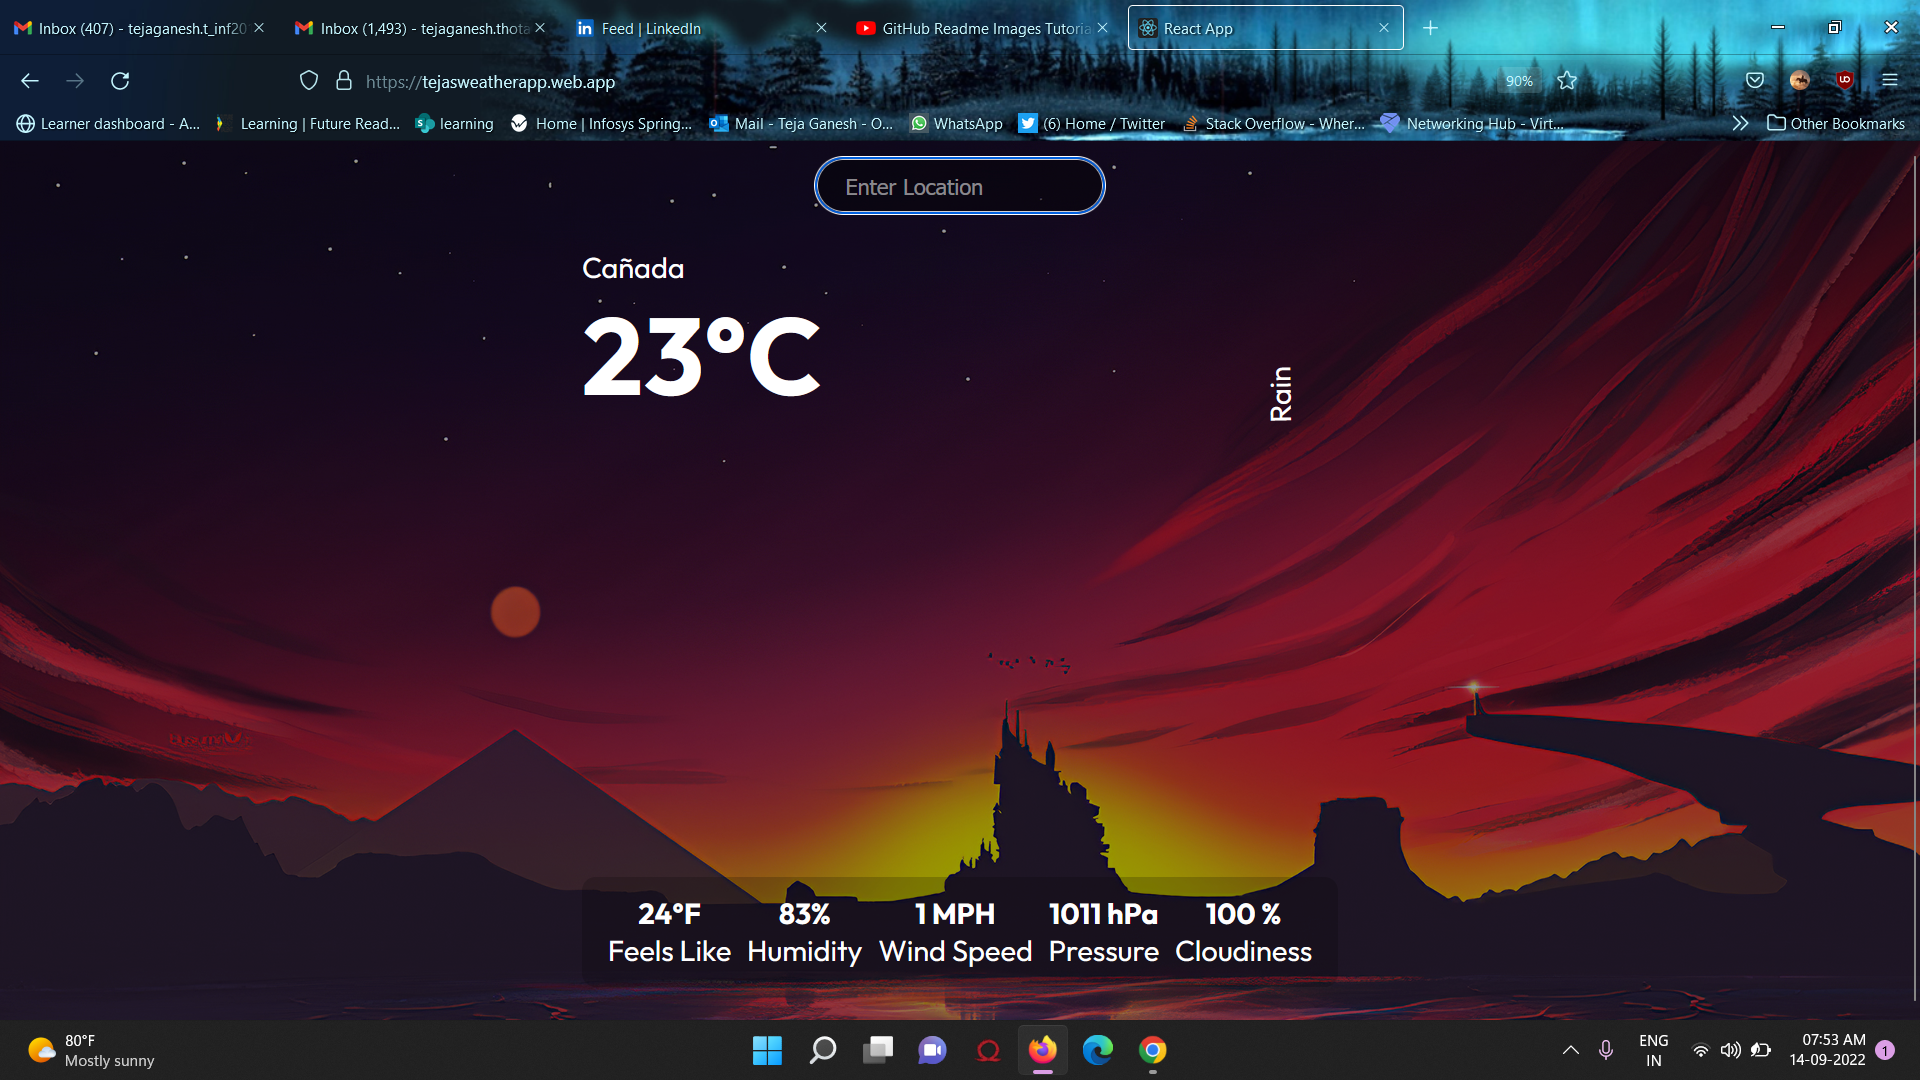 Inbox (407) - tejaganesh.t_inf20
Inbox (1,493) - tejaganesh.thota
Feed | LinkedIn
GitHub Readme Images Tutoria
React App
https://tejasweatherapp.web.app
90%
Learner dashboard - A...
Learning | Future Read...
learning
Home | Infosys Spring...
Mail - Teja Ganesh - O...
WhatsApp
(6) Home / Twitter
Stack Overflow - Wher...
Networking Hub - Virt...
Other Bookmarks
Enter Location
Cañada
23°C
Rain
24°F
Feels Like
83%
Humidity
1 MPH
Wind Speed
1011 hPa
Pressure
100 %
Cloudiness
80°F
Mostly sunny
ENG
IN
07:53 AM
14-09-2022
1